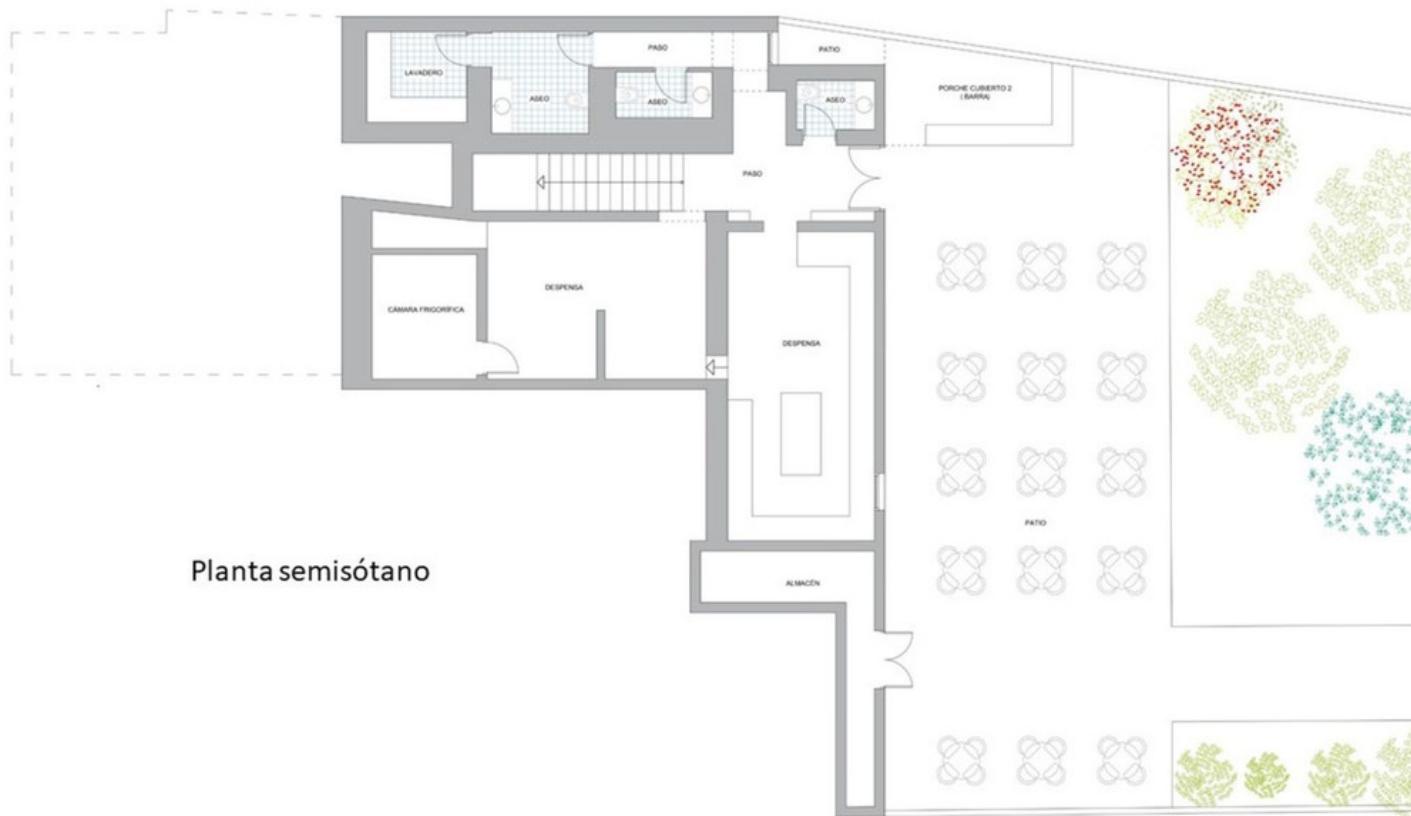 PASO
PATIO
LAVADERO
PORCHE CUBIERTO 2
( BARRA)
ASEO
ASEO
ASEO
PASO
DESPENSA
CÁMARA FRIGORÍFICA
DESPENSA
PATIO
Planta semisótano
ALMACÉN